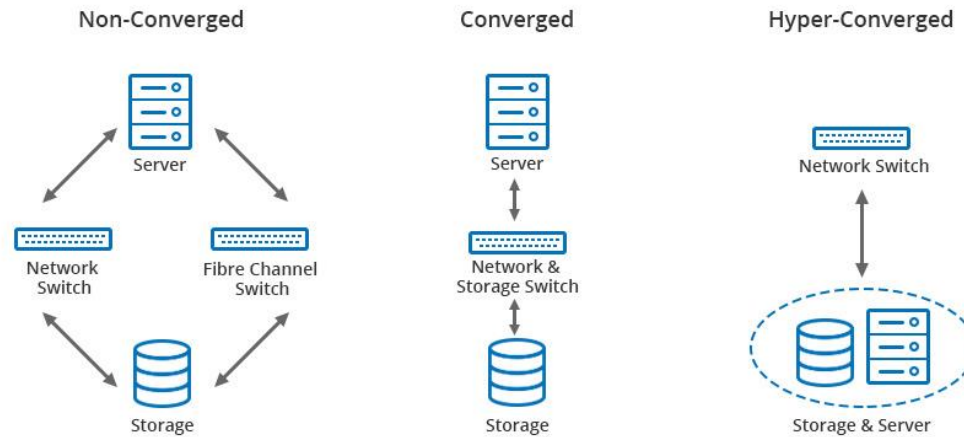 Non-Converged
Converged
Hyper-Converged
Server
Network
Switch
Fibre Channel
Switch
Storage
Server
Network &
Storage Switch
Storage
Network Switch
Storage & Server